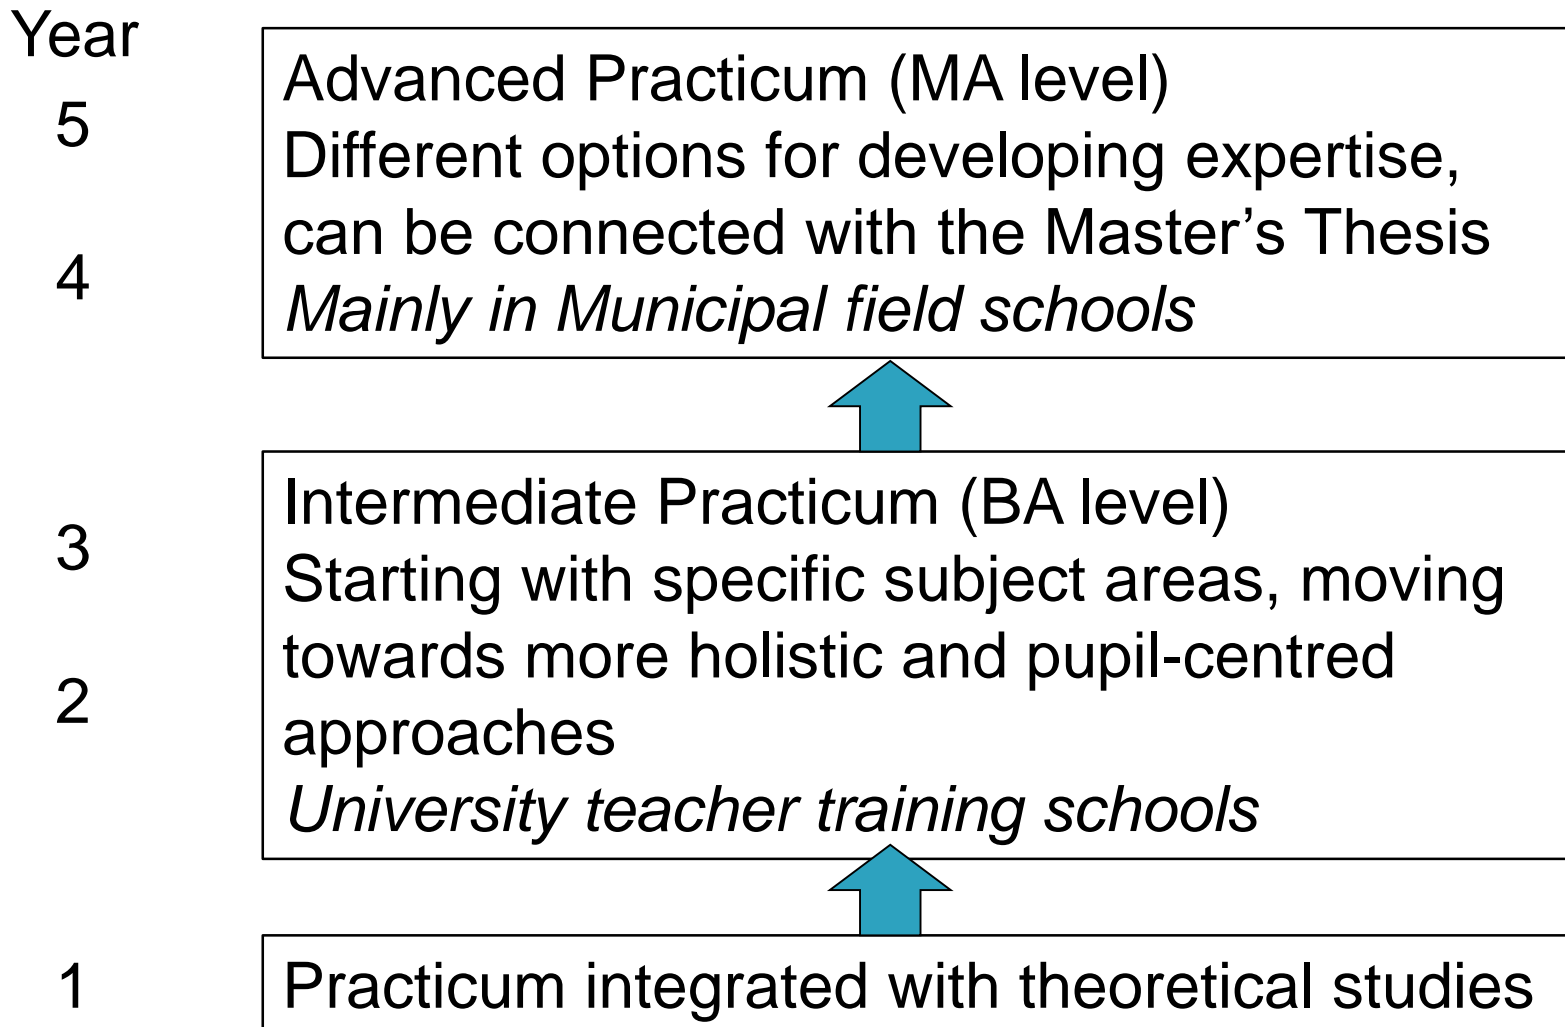 Year
5
Advanced Practicum (MA level)
Different options for developing expertise,
can be connected with the Master’s Thesis
4
Mainly in Municipal field schools
3
Intermediate Practicum (BA level)
Starting with specific subject areas, moving
towards more holistic and pupil-centred
2
approaches
University teacher training schools
1
Practicum integrated with theoretical studies